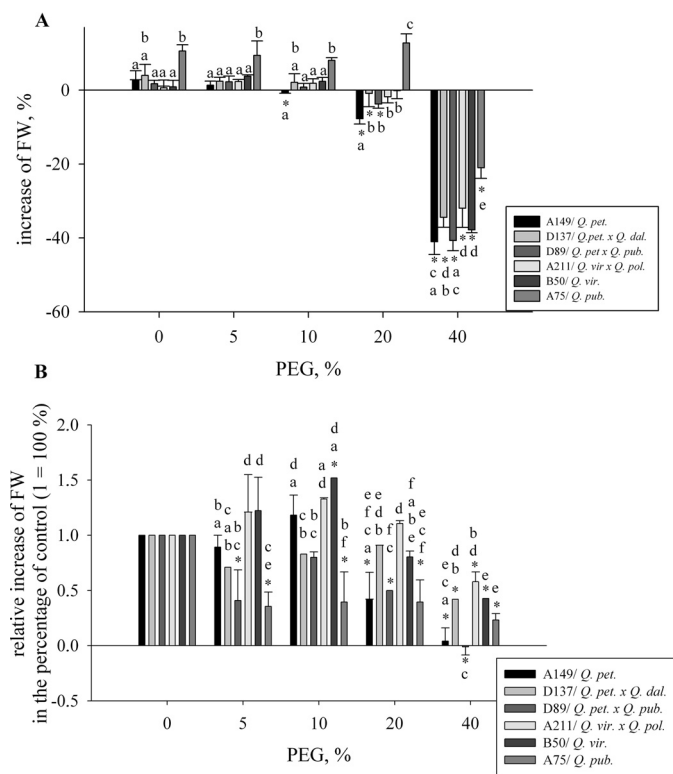 A
20
0
-20
-40
-60
increase of FW, %
a b a a a a b
a a a a a b
* a b a a a a b
* a * b * b b b c
* c a * d b * a c * d * d * e
A149/ Q. pet.
D137/ Q.pet. x Q. dal.
D89/ Q. pet x Q. pub.
A211/ Q. vir x Q. pol.
B50/ Q. vir.
A75/ Q. pub.
0 5 10 20 40
PEG, %
B
2.0
1.5
1.0
0.5
0.0
-0.5
relative increase of FW
in the percentage of control (1 = 100 %)
b a c a b b c d d c e *
d a c b b c a d d a * b f *
e f c a * e d b f c * d f a b e e c f *
e c a * d b * * c b d * e * e *
A149/ Q. pet.
D137/ Q. pet. x Q. dal.
D89/ Q. pet. x Q. pub.
A211/ Q. vir. x Q. pol.
B50/ Q. vir.
A75/ Q. pub.
0 5 10 20 40
PEG, %